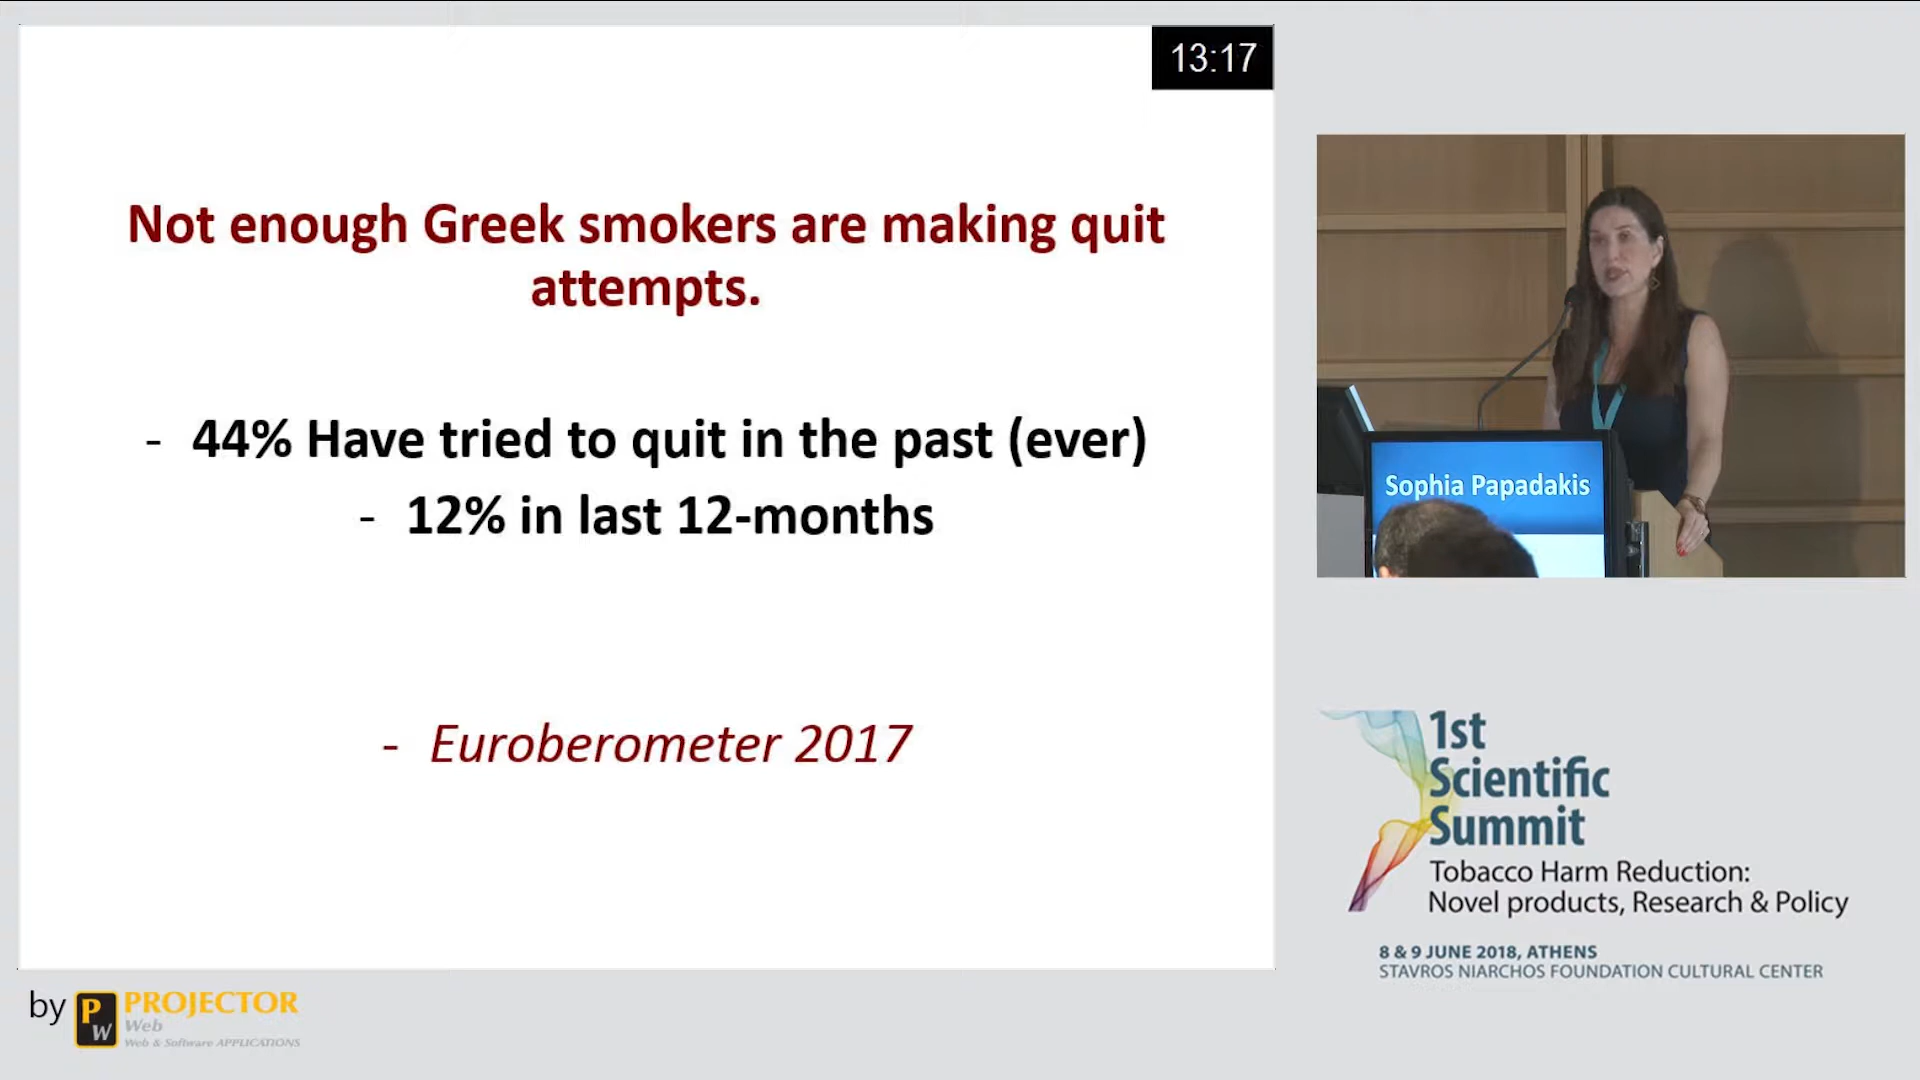 13:17
Not enough Greek smokers are making quit
attempts.
- 44% Have tried to quit in the past (ever)
- 12% in last 12-months
- Euroberometer 2017
Sophia Papadakis
1st
Scientific
Summit
Tobacco Harm Reduction:
Novel products, Research & Policy
8 & 9 JUNE 2018, ATHENS
STAVROS NIARCHOS FOUNDATION CULTURAL CENTER
by PW PROJECTOR
Web
Web & Software APPLICATIONS